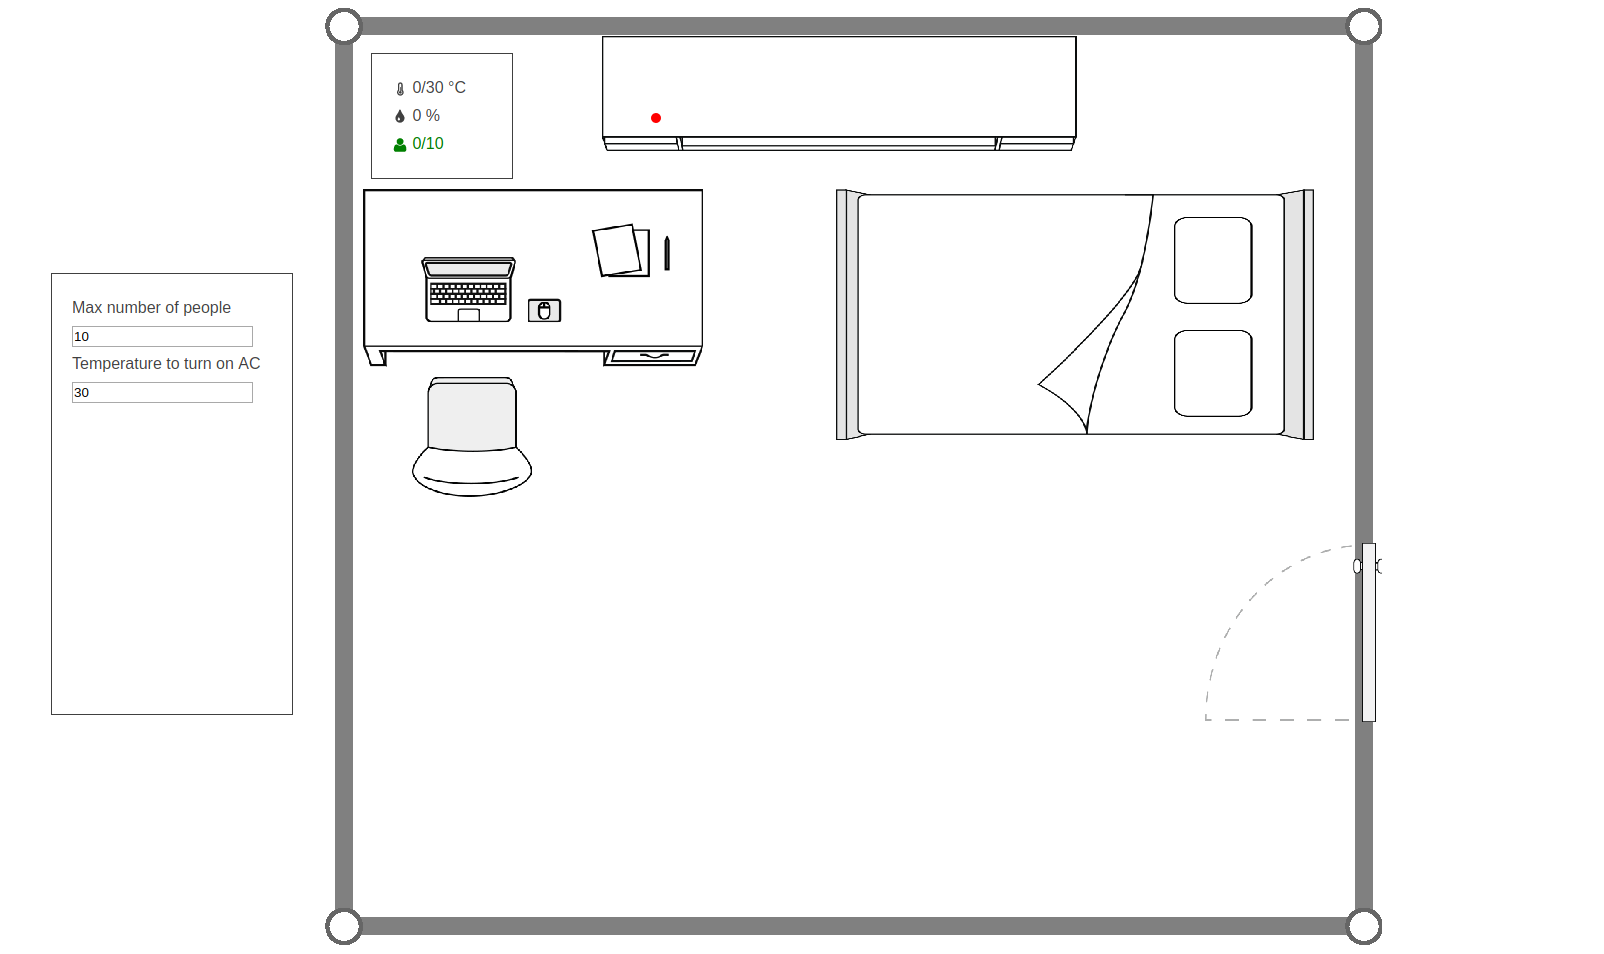 0/30 °C
0 %
0/10
Max number of people
10
Temperature to turn on AC
30